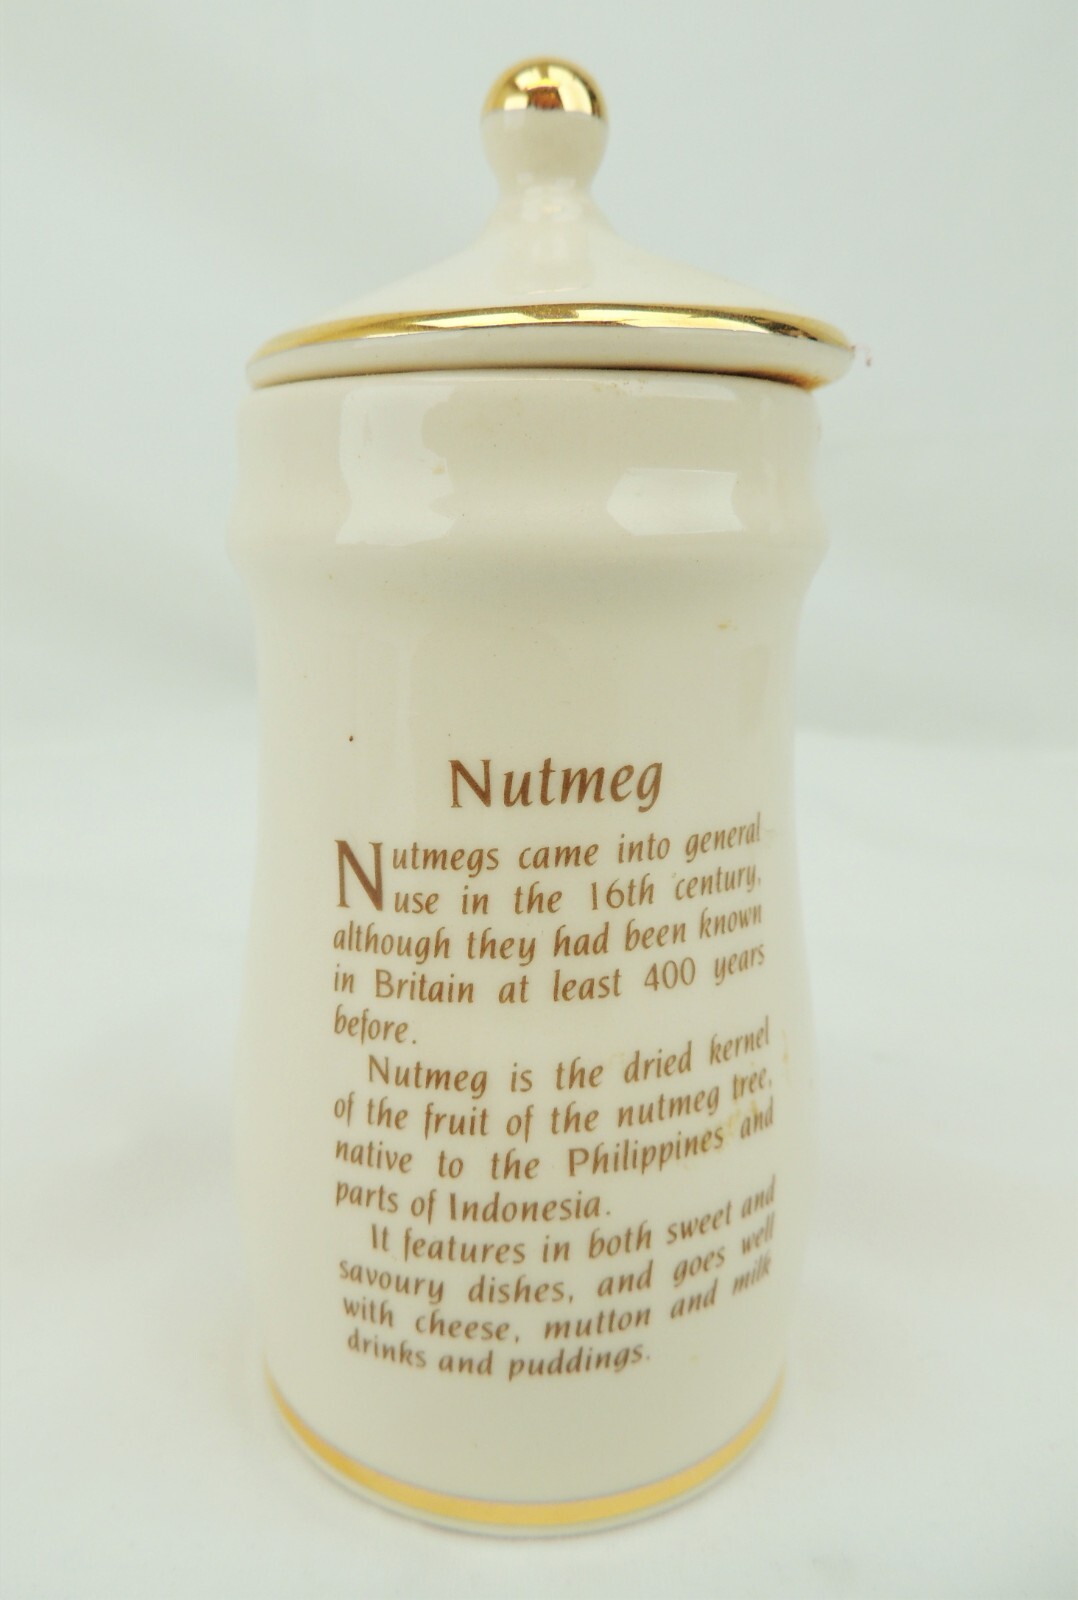 Nutmeg
Nutmegs came into general
use in the 16th century,
although they had been known
in Britain at least 400 years
before.
Nutmeg is the dried kernel
of the fruit of the nutmeg tree,
native to the Philippines and
parts of Indonesia.
It features in both sweet and
savoury dishes, and goes well
with cheese, mutton and milk
drinks and puddings.